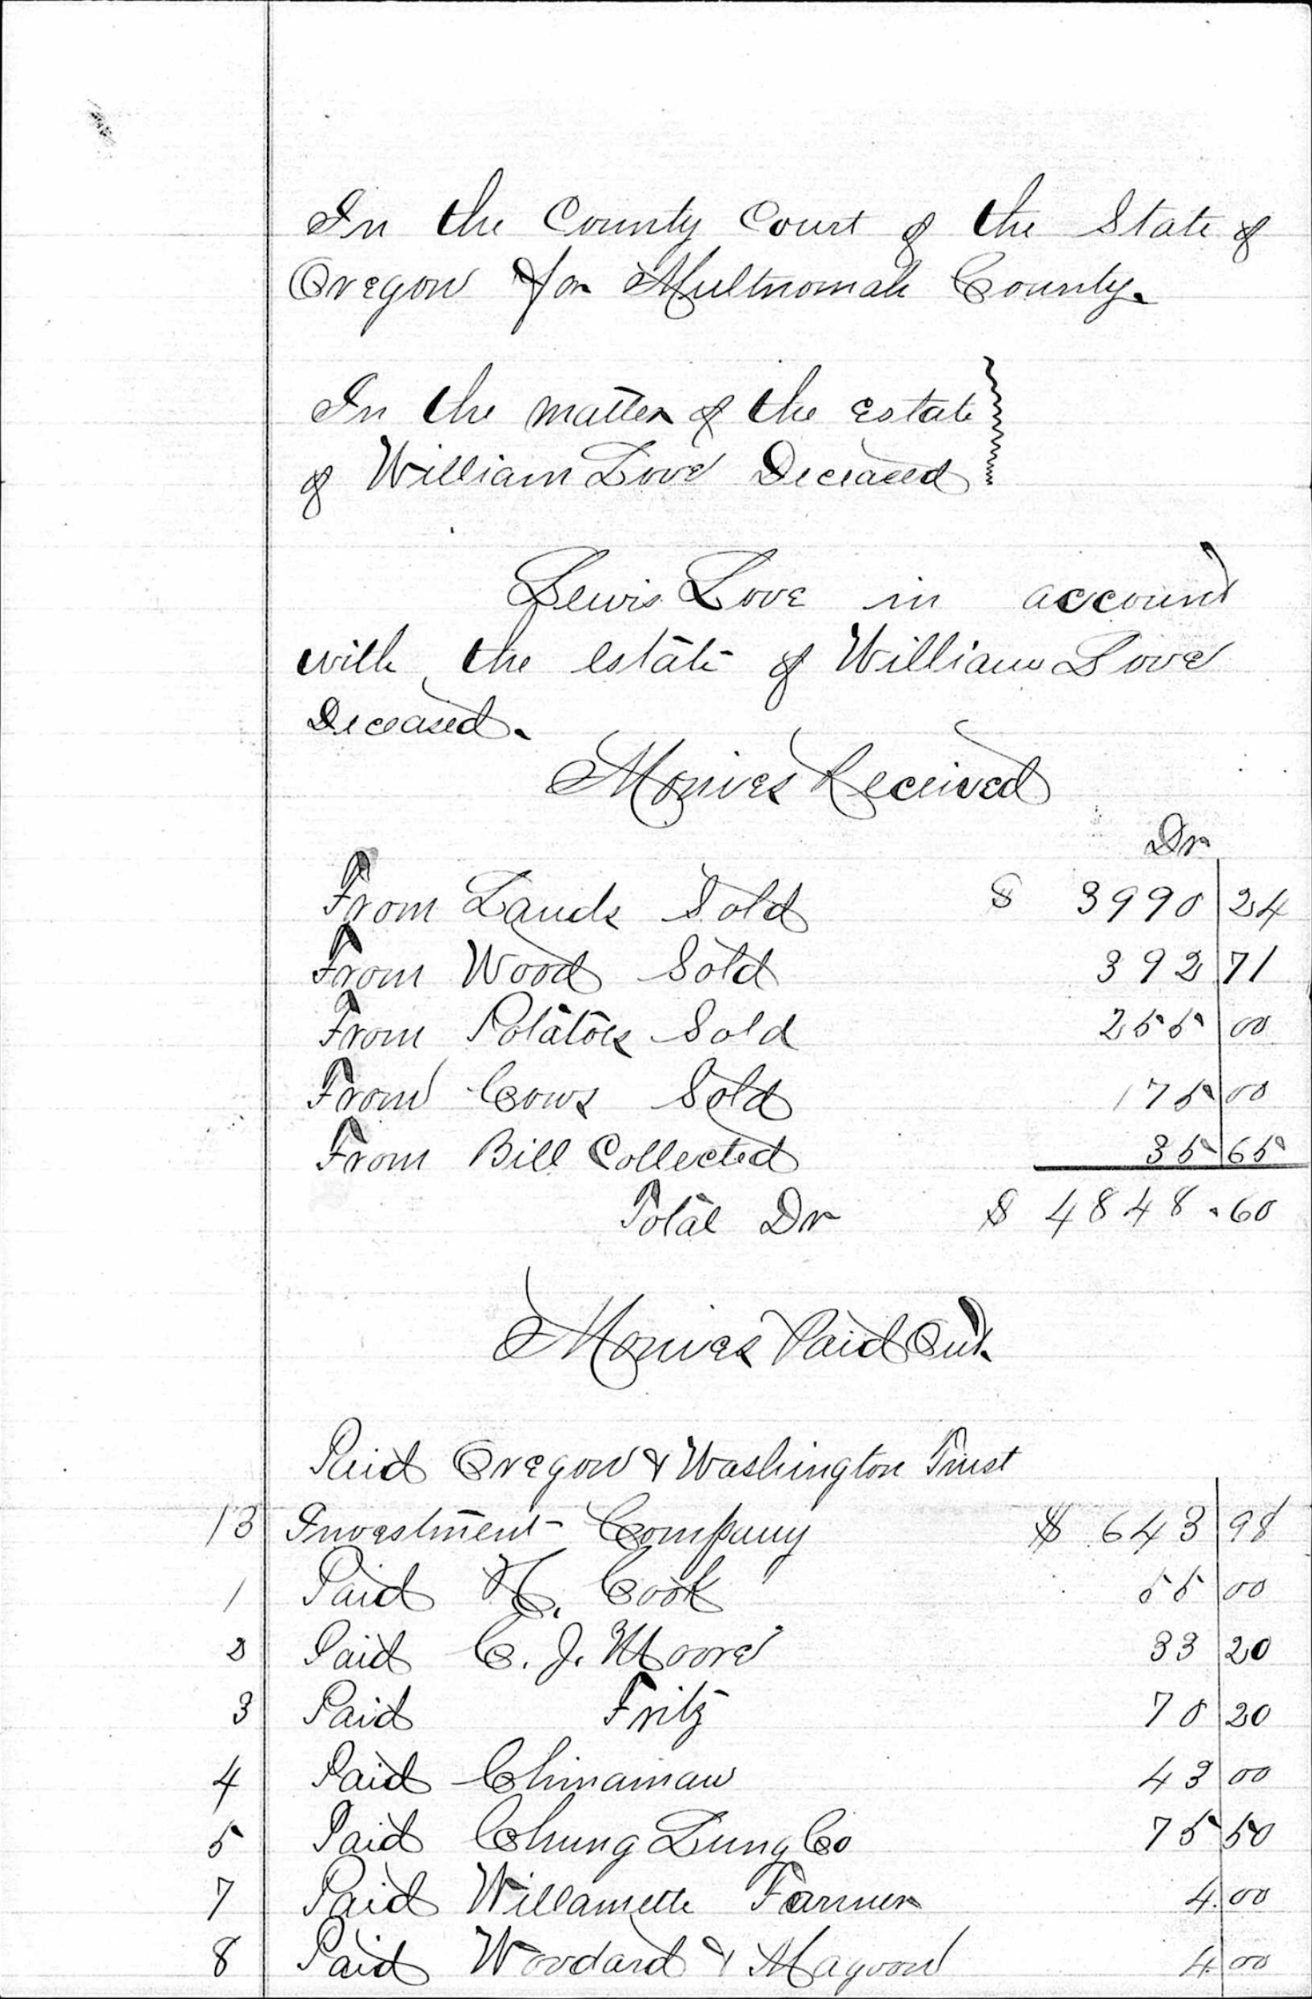 In the County Court of the State of
Oregon for Multnomah County.
In the matter of the Estate
of William Love Deceased
Lewis Love in account
with the estate of William Love
Deceased.
Monies Received
Dr
From Lands Sold $ 3990 24
From Wood Sold 392 71
From Potatoes Sold 255 00
From Cows Sold 175 00
From Bill Collected 35 65
Total Dr $ 4848.60
Monies Paid Out.
Paid Oregon & Washington Trust
13 Investment Company $ 643 98
1 Paid H. Cook 55 00
2 Paid C. J. Moore 33 20
3 Paid Fritz 70 20
4 Paid Chinaman 43 00
5 Paid Chung Lung Co 75 50
7 Paid Willamette Farmer 4.00
8 Paid Woodard & Magoon 4.00